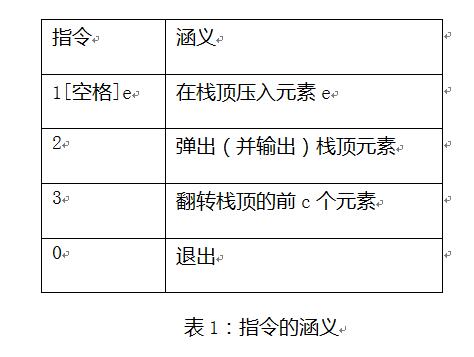 指令 涵义
1[空格]e 在栈顶压入元素 e
2 弹出（并输出）栈顶元素
3 翻转栈顶的前 c 个元素
0 退出
表 1：指令的涵义